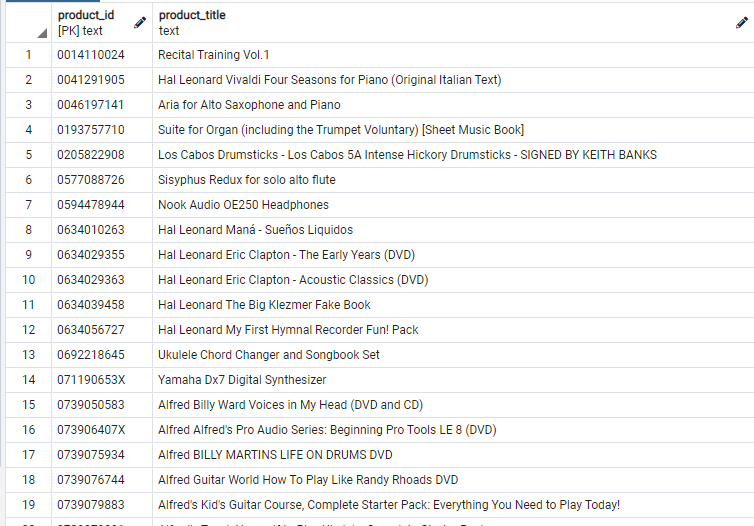 product_id product_title
[PK] text text
1 0014110024 Recital Training Vol.1
2 0041291905 Hal Leonard Vivaldi Four Seasons for Piano (Original Italian Text)
3 0046197141 Aria for Alto Saxophone and Piano
4 0193757710 Suite for Organ (including the Trumpet Voluntary) [Sheet Music Book]
5 0205822908 Los Cabos Drumsticks - Los Cabos 5A Intense Hickory Drumsticks - SIGNED BY KEITH BANKS
6 0577088726 Sisyphus Redux for solo alto flute
7 0594478944 Nook Audio OE250 Headphones
8 0634010263 Hal Leonard Maná - Sueños Liquidos
9 0634029355 Hal Leonard Eric Clapton - The Early Years (DVD)
10 0634029363 Hal Leonard Eric Clapton - Acoustic Classics (DVD)
11 0634039458 Hal Leonard The Big Klezmer Fake Book
12 0634056727 Hal Leonard My First Hymnal Recorder Fun! Pack
13 0692218645 Ukulele Chord Changer and Songbook Set
14 071190653X Yamaha Dx7 Digital Synthesizer
15 0739050583 Alfred Billy Ward Voices in My Head (DVD and CD)
16 073906407X Alfred Alfred's Pro Audio Series: Beginning Pro Tools LE 8 (DVD)
17 0739075934 Alfred BILLY MARTINS LIFE ON DRUMS DVD
18 0739076744 Alfred Guitar World How To Play Like Randy Rhoads DVD
19 0739079883 Alfred's Kid's Guitar Course, Complete Starter Pack: Everything You Need to Play Today!